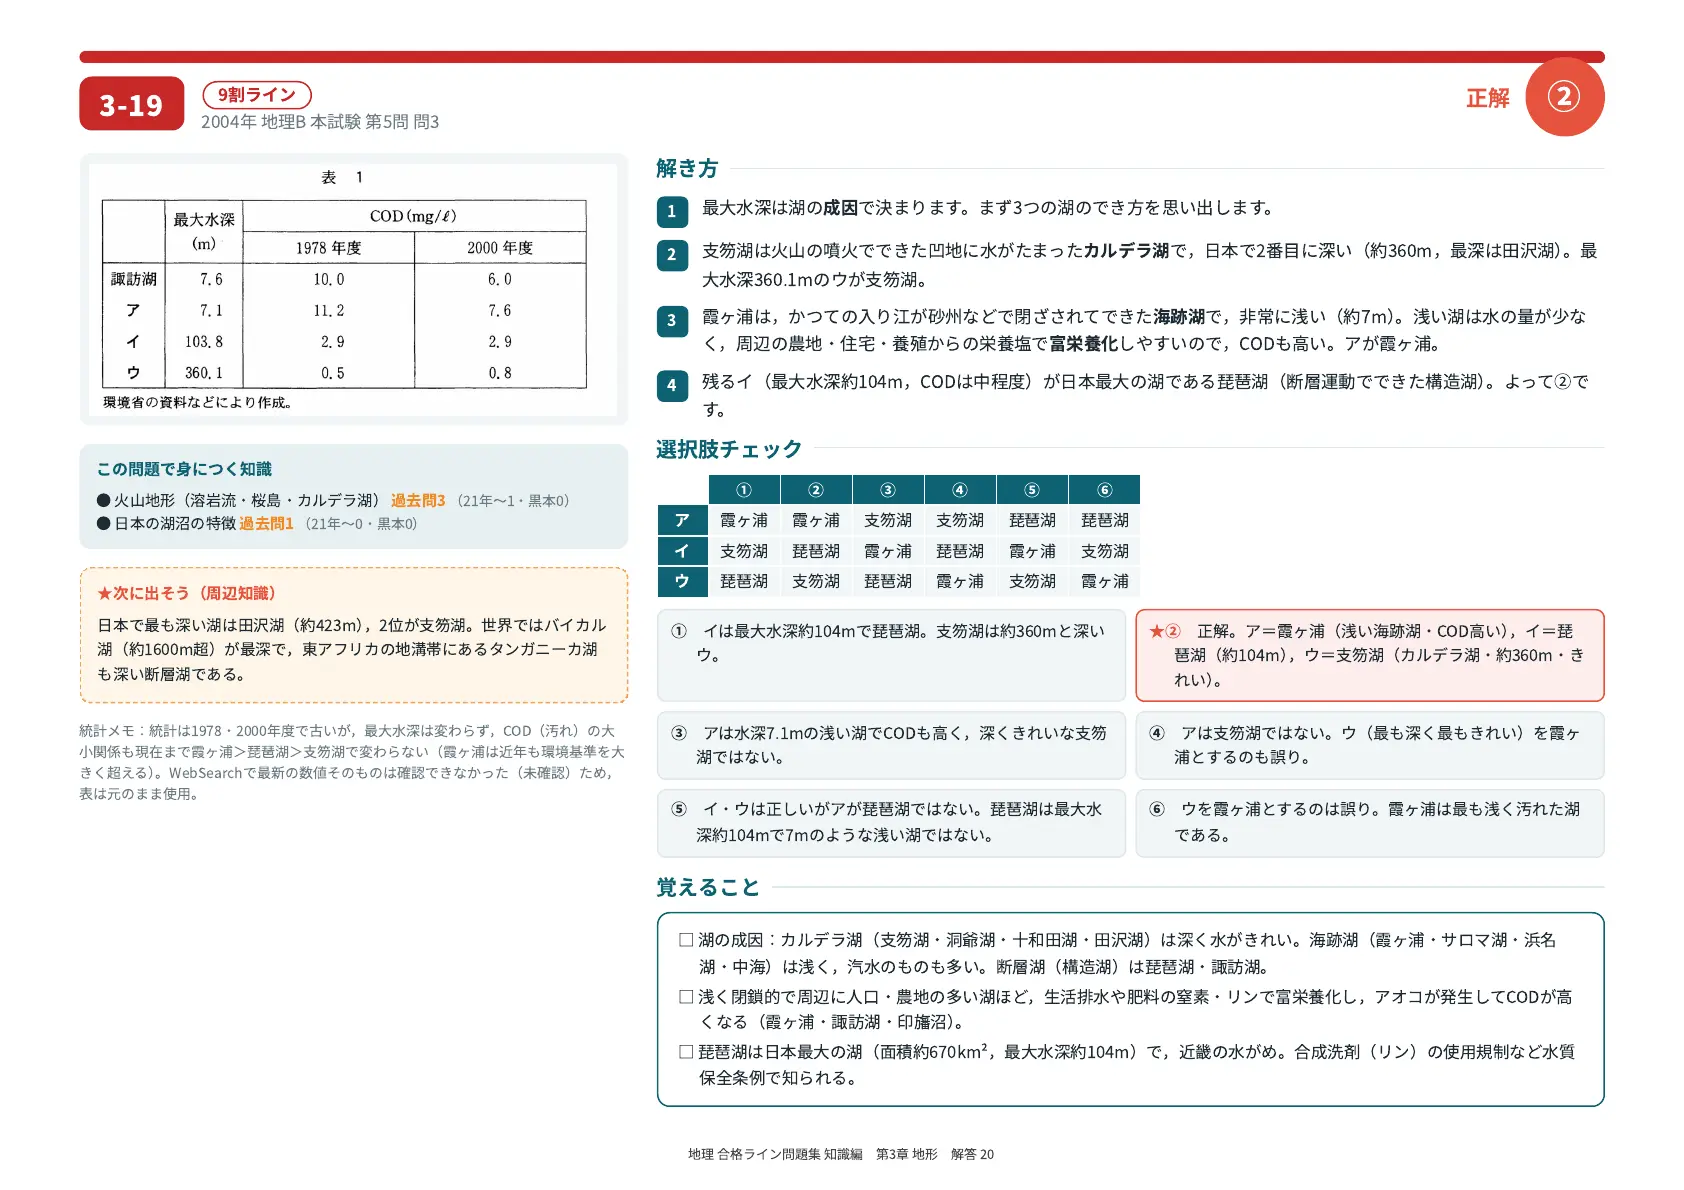 3-19
9割ライン
2004年 地理B 本試験 第5問 問3
正解 ②
表 1
最大水深(m) COD(mg/ℓ)
1978 年度 2000 年度
諏訪湖 7.6 10.0 6.0
ア 7.1 11.2 7.6
イ 103.8 2.9 2.9
ウ 360.1 0.5 0.8
環境省の資料などにより作成。
この問題で身につく知識
● 火山地形（溶岩流・桜島・カルデラ湖） 過去問3 （21年〜1・黒本0）
● 日本の湖沼の特徴 過去問1 （21年〜0・黒本0）
★次に出そう（周辺知識）
日本で最も深い湖は田沢湖（約423m），2位が支笏湖。世界ではバイカル
湖（約1600m超）が最深で，東アフリカの地溝帯にあるタンガニーカ湖
も深い断層湖である。
統計メモ：統計は1978・2000年度で古いが，最大水深は変わらず，COD（汚れ）の大
小関係も現在まで霞ヶ浦＞琵琶湖＞支笏湖で変わらない（霞ヶ浦は近年も環境基準を大
きく超える）。WebSearchで最新の数値そのものは確認できなかった（未確認）ため，
表は元のまま使用。
解き方
1 最大水深は湖の成因で決まります。まず3つの湖のでき方を思い出します。
2 支笏湖は火山の噴火でできた凹地に水がたまったカルデラ湖で，日本で2番目に深い（約360m，最深は田沢湖）。最
大水深360.1mのウが支笏湖。
3 霞ヶ浦は，かつての入り江が砂州などで閉ざされてできた海跡湖で，非常に浅い（約7m）。浅い湖は水の量が少な
く，周辺の農地・住宅・養殖からの栄養塩で富栄養化しやすいので，CODも高い。アが霞ヶ浦。
4 残るイ（最大水深約104m，CODは中程度）が日本最大の湖である琵琶湖（断層運動でできた構造湖）。よって②で
す。
選択肢チェック
① ② ③ ④ ⑤ ⑥
ア 霞ヶ浦 霞ヶ浦 支笏湖 支笏湖 琵琶湖 琵琶湖
イ 支笏湖 琵琶湖 霞ヶ浦 琵琶湖 霞ヶ浦 支笏湖
ウ 琵琶湖 支笏湖 琵琶湖 霞ヶ浦 支笏湖 霞ヶ浦
① イは最大水深約104mで琵琶湖。支笏湖は約360mと深い
ウ。
★② 正解。ア＝霞ヶ浦（浅い海跡湖・COD高い），イ＝琵
琶湖（約104m），ウ＝支笏湖（カルデラ湖・約360m・き
れい）。
③ アは水深7.1mの浅い湖でCODも高く，深くきれいな支笏
湖ではない。
④ アは支笏湖ではない。ウ（最も深く最もきれい）を霞ヶ
浦とするのも誤り。
⑤ イ・ウは正しいがアが琵琶湖ではない。琵琶湖は最大水
深約104mで7mのような浅い湖ではない。
⑥ ウを霞ヶ浦とするのは誤り。霞ヶ浦は最も浅く汚れた湖
である。
覚えること
□ 湖の成因：カルデラ湖（支笏湖・洞爺湖・十和田湖・田沢湖）は深く水がきれい。海跡湖（霞ヶ浦・サロマ湖・浜名
湖・中海）は浅く，汽水のものも多い。断層湖（構造湖）は琵琶湖・諏訪湖。
□ 浅く閉鎖的で周辺に人口・農地の多い湖ほど，生活排水や肥料の窒素・リンで富栄養化し，アオコが発生してCODが高
くなる（霞ヶ浦・諏訪湖・印旛沼）。
□ 琵琶湖は日本最大の湖（面積約670km²，最大水深約104m）で，近畿の水がめ。合成洗剤（リン）の使用規制など水質
保全条例で知られる。
地理 合格ライン問題集 知識編 第3章 地形 解答 20